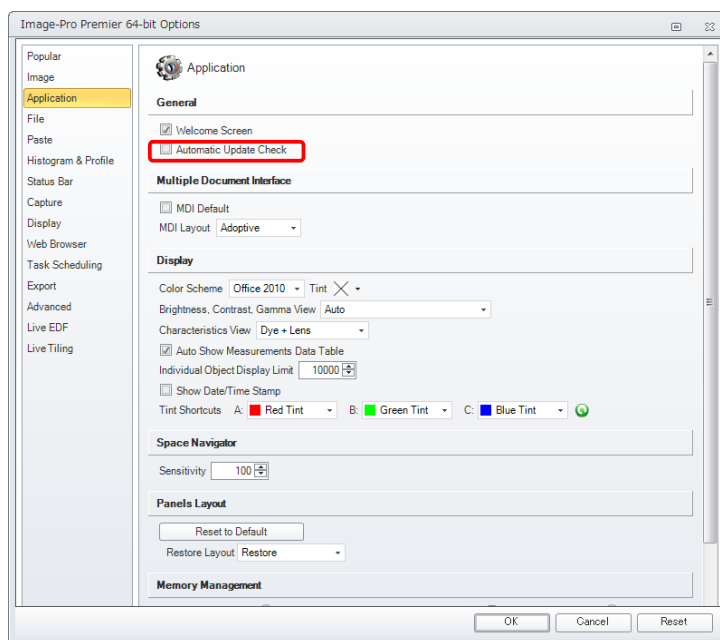 Image-Pro Premier 64-bit Options
Popular
Image
Application
File
Paste
Histogram & Profile
Status Bar
Capture
Display
Web Browser
Task Scheduling
Export
Advanced
Live EDF
Live Tiling
Application
General
Welcome Screen
Automatic Update Check
Multiple Document Interface
MDI Default
MDI Layout Adoptive
Display
Color Scheme Office 2010 Tint
Brightness, Contrast, Gamma View Auto
Characteristics View Dye + Lens
Auto Show Measurements Data Table
Individual Object Display Limit 10000
Show Date/Time Stamp
Tint Shortcuts A: Red Tint B: Green Tint C: Blue Tint
Space Navigator
Sensitivity 100
Panels Layout
Reset to Default
Restore Layout Restore
Memory Management
OK Cancel Reset